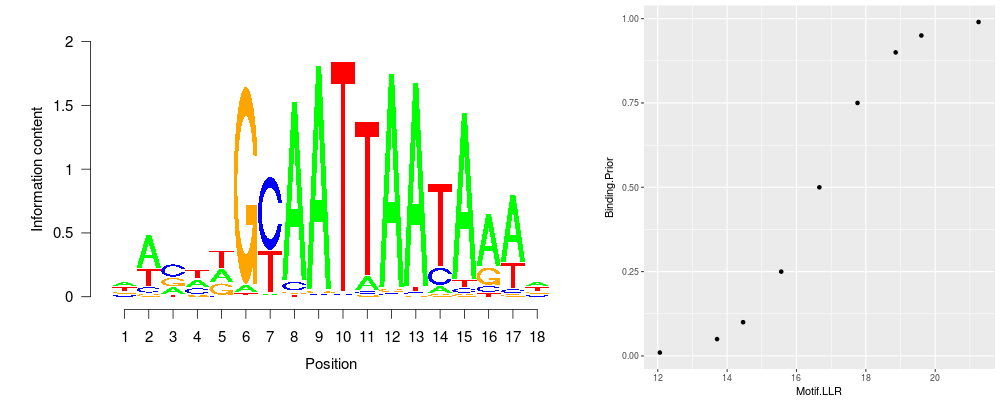 2
1.5
1
0.5
0
Information content
GCAATTAATAAA
1 2 3 4 5 6 7 8 9 10 11 12 13 14 15 16 17 18
Position
1.00
0.75
0.50
0.25
0.00
Binding.Prior
12 14 16 18 20
Motif.LLR